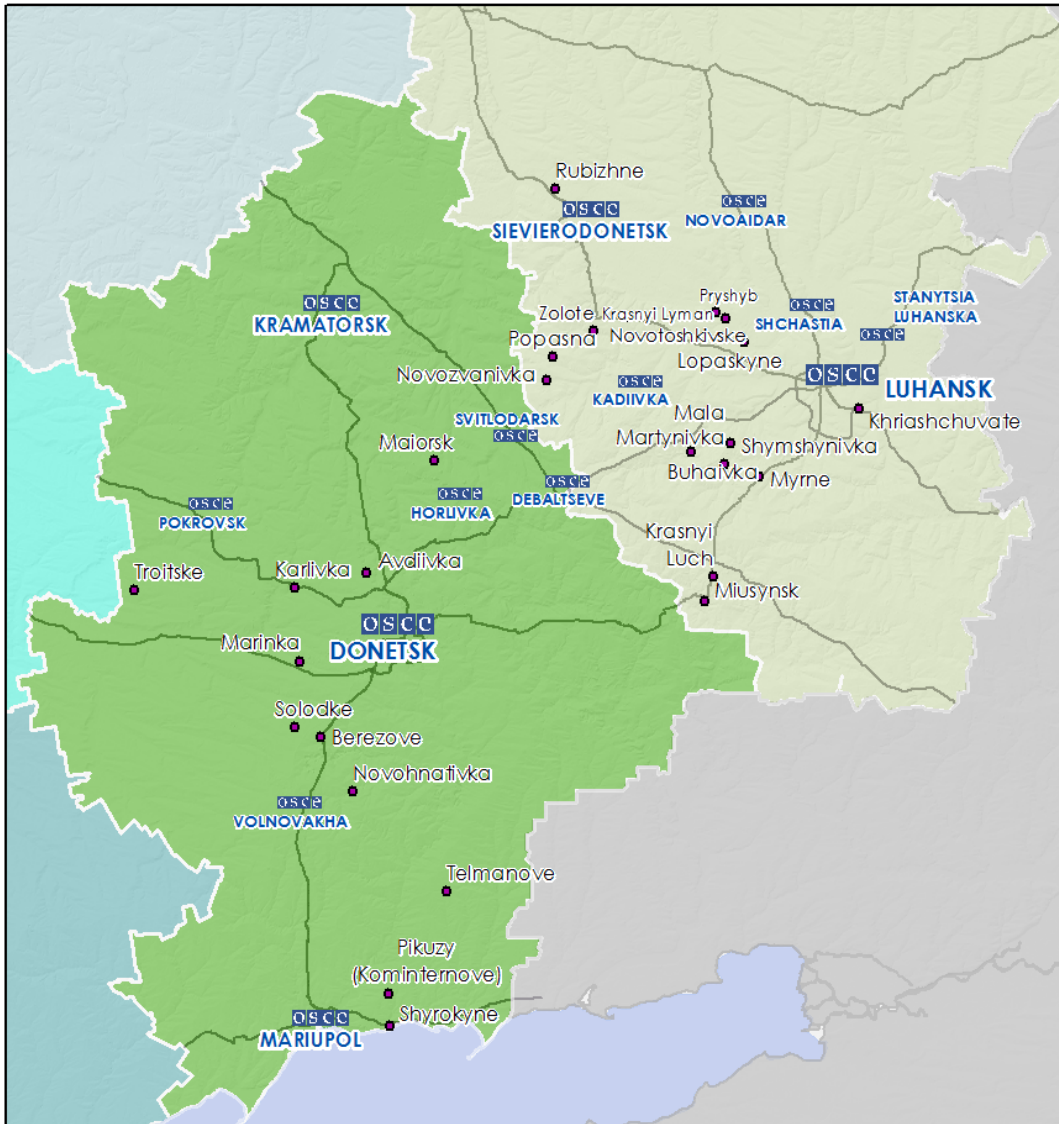 Rubizhne
osce
SIEVIERODONETSK
osce
NOVOAIDAR
osce
KRAMATORSK
Pryshyb
Zolote
Krasnyi Lyman
osce
SHCHASTIA
STANYTSIA
LUHANSKA
osce
Popasna
Novotoshkivske
Lopaskyne
Novozvanivka
osce
KADIIVKA
osce
LUHANSK
Khriashchuvate
SVITLODARSK
osce
Mala
Martynivka
Shymshynivka
Maiorsk
Buhaivka
Myrne
osce
HORLIVKA
osce
DEBALTSEVE
osce
POKROVSK
Krasnyi
Luch
Miusynsk
Troitske
Karlivka
Avdiivka
osce
DONETSK
Marinka
Solodke
Berezove
Novohnativka
osce
VOLNOVAKHA
Telmanove
Pikuzy
(Kominternove)
osce
MARIUPOL
Shyrokyne